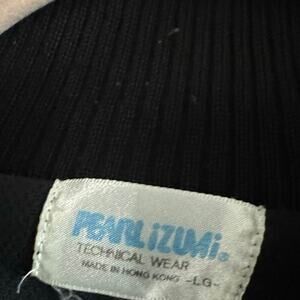 PEARL iZUMi®
TECHNICAL WEAR
MADE IN HONG KONG -LG-